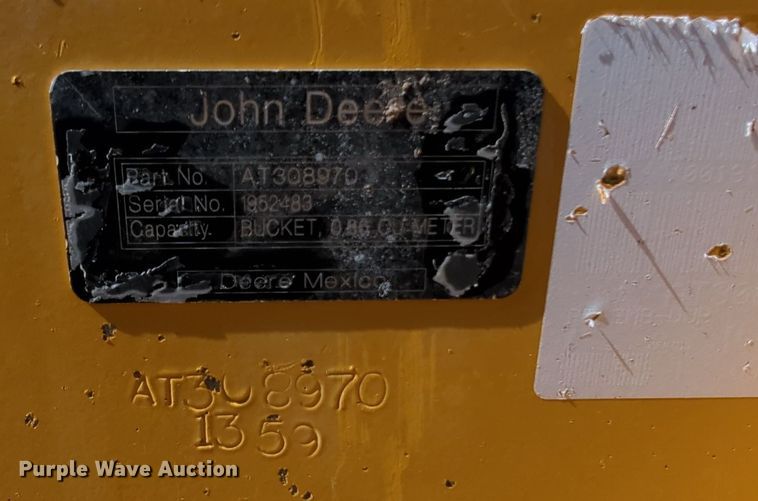 John Deere
Part No. AT308970
Serial No. 1952483
Capacity. BUCKET, 0.86 CU METER
Deere Mexico
AT308970
1359
Purple Wave Auction